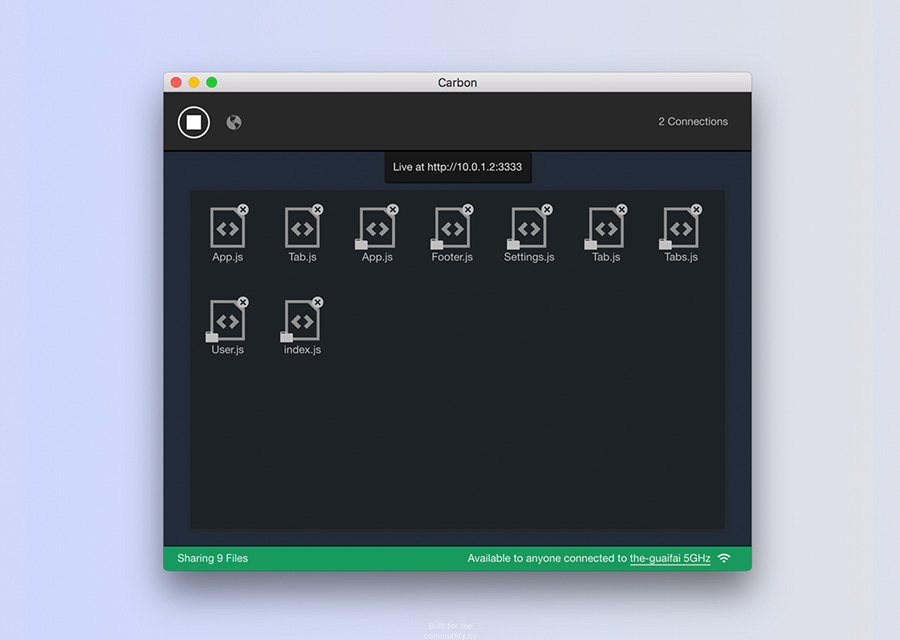 Carbon
2 Connections
Live at http://10.0.1.2:3333
App.js Tab.js App.js Footer.js Settings.js Tab.js Tabs.js
User.js index.js
Sharing 9 Files Available to anyone connected to the-guaifai 5GHz
Built for the
community by